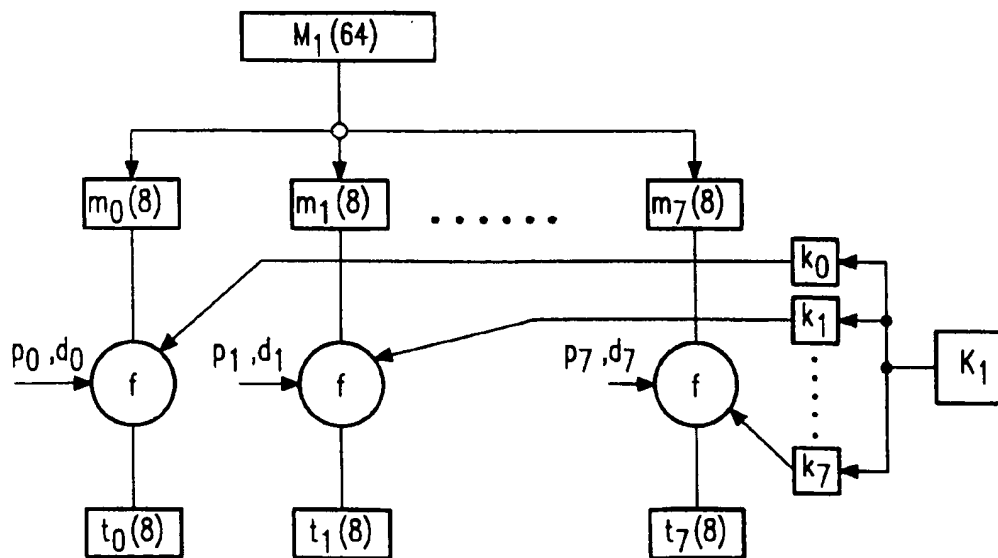 M₁(64)
m₀(8) m₁(8) ...... m₇(8)
k₀
k₁
p₀,d₀ p₁,d₁ p₇,d₇
f f f
K₁
k₇
t₀(8) t₁(8) t₇(8)